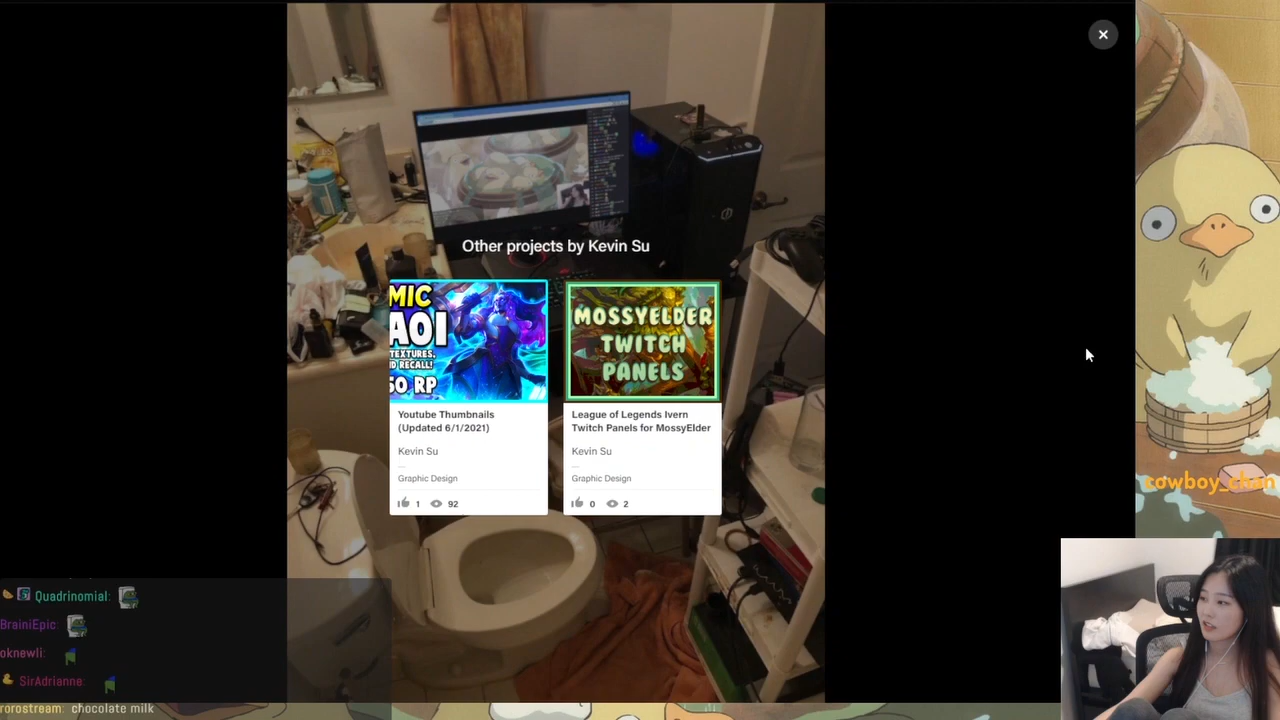 Other projects by Kevin Su
MIC
AOI
TEXTURES,
D RECALL!
50 RP
MOSSYELDER
TWITCH
PANELS
Youtube Thumbnails
(Updated 6/1/2021)
Kevin Su
Graphic Design
1 92
League of Legends Ivern
Twitch Panels for MossyElder
Kevin Su
Graphic Design
0 2
cowboy_chan
Quadrinomial:
BrainiEpic:
oknewli:
SirAdrianne:
rorostream: chocolate milk